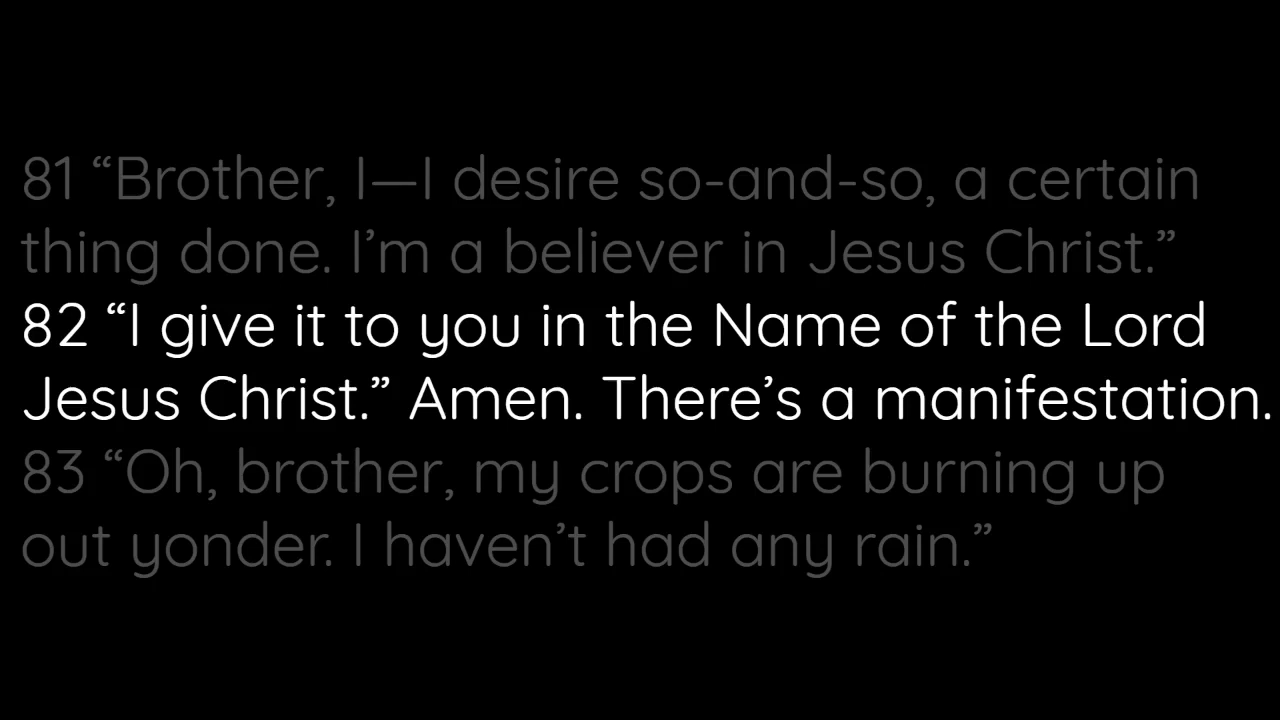 81 “Brother, I—I desire so-and-so, a certain
thing done. I’m a believer in Jesus Christ.”
82 “I give it to you in the Name of the Lord
Jesus Christ.” Amen. There’s a manifestation.
83 “Oh, brother, my crops are burning up
out yonder. I haven’t had any rain.”